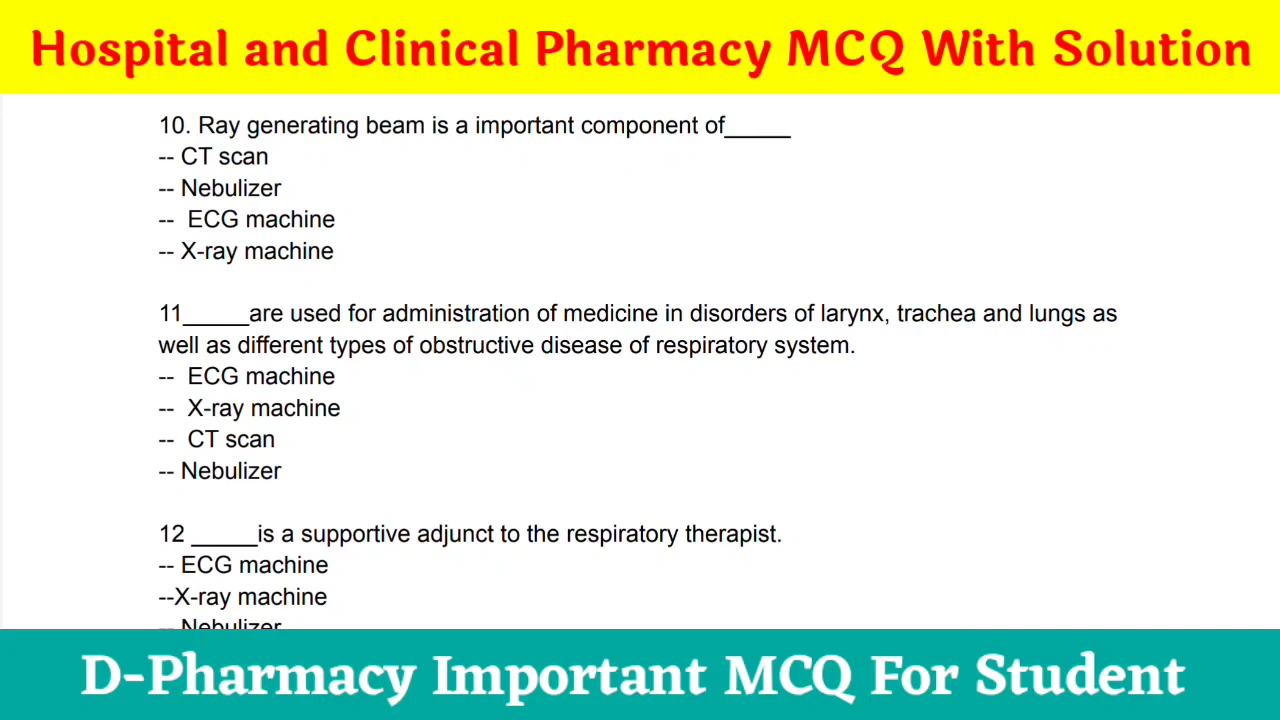 Hospital and Clinical Pharmacy MCQ With Solution
10. Ray generating beam is a important component of_____
-- CT scan
-- Nebulizer
--  ECG machine
-- X-ray machine
11_____are used for administration of medicine in disorders of larynx, trachea and lungs as
well as different types of obstructive disease of respiratory system.
--  ECG machine
--  X-ray machine
--  CT scan
-- Nebulizer
12 _____is a supportive adjunct to the respiratory therapist.
-- ECG machine
--X-ray machine
-- Nebulizer
D-Pharmacy Important MCQ For Student